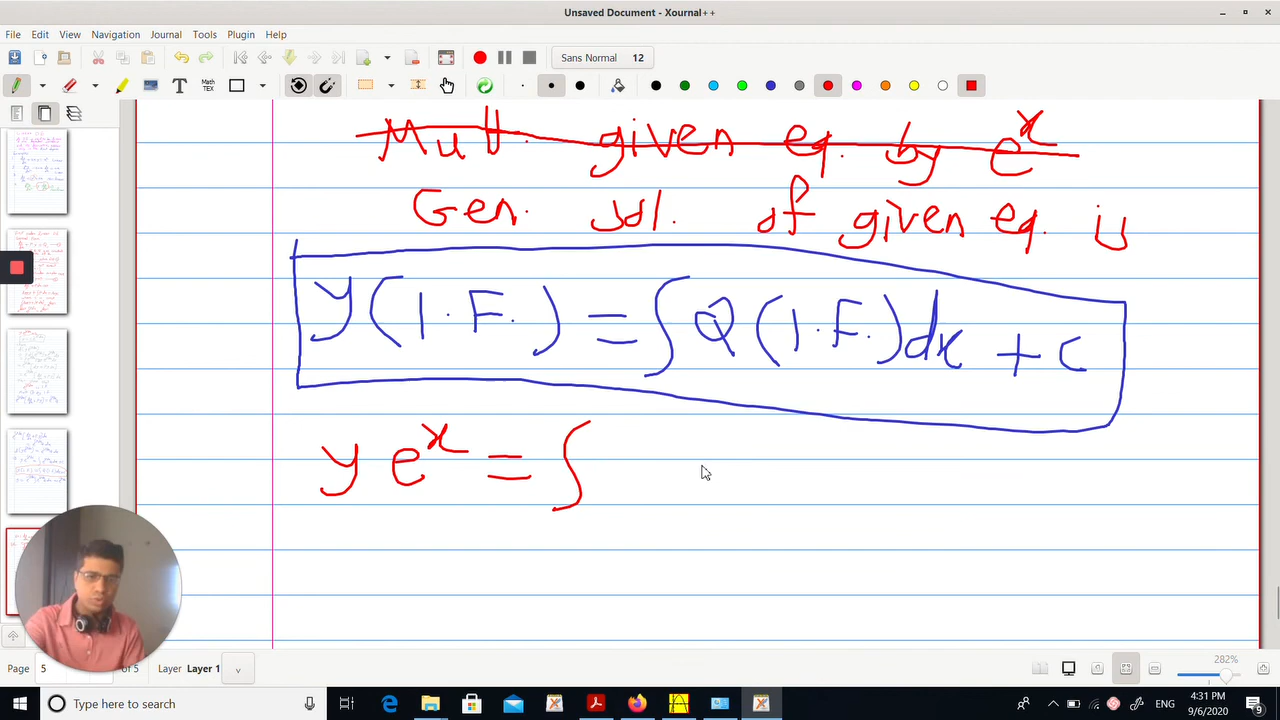 Unsaved Document - Xournal++
File Edit View Navigation Journal Tools Plugin Help
Sans Normal 12
Mult. given eq. by e^x
Gen. sol. of given eq. is
y(I.F.) = ∫Q(I.F.)dx + c
y e^x = ∫
Page 5 of 5 Layer Layer 1
282%
Type here to search
ENG
4:31 PM
9/6/2020
9